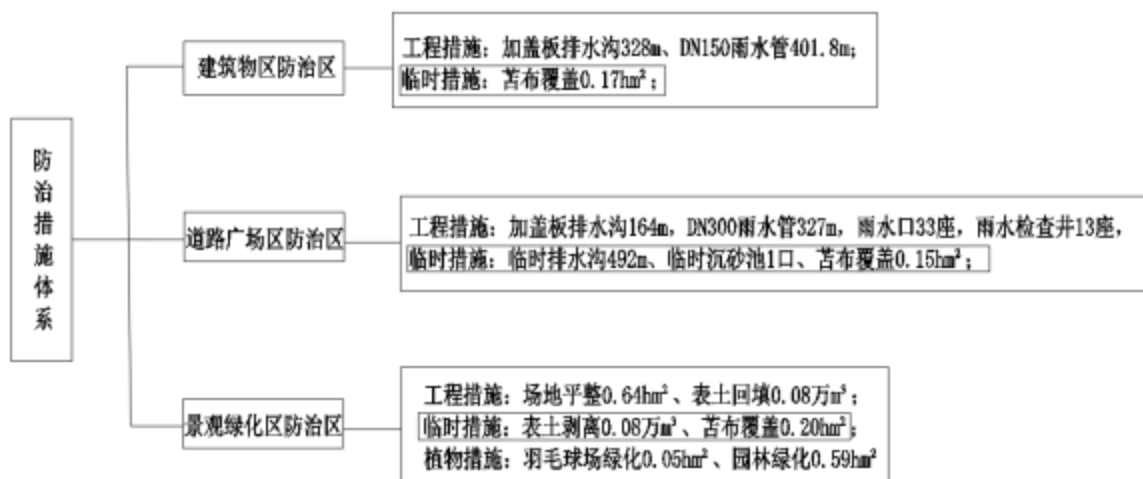 防治措施体系
建筑物区防治区
工程措施：加盖板排水沟328m、DN150雨水管401.8m；
临时措施：苫布覆盖0.17hm²；
道路广场区防治区
工程措施：加盖板排水沟164m，DN300雨水管327m，雨水口33座，雨水检查井13座，
临时措施：临时排水沟492m、临时沉砂池1口、苫布覆盖0.15hm²；
景观绿化区防治区
工程措施：场地平整0.64hm²、表土回填0.08万m³；
临时措施：表土剥离0.08万m³、苫布覆盖0.20hm²；
植物措施：羽毛球场绿化0.05hm²、园林绿化0.59hm²